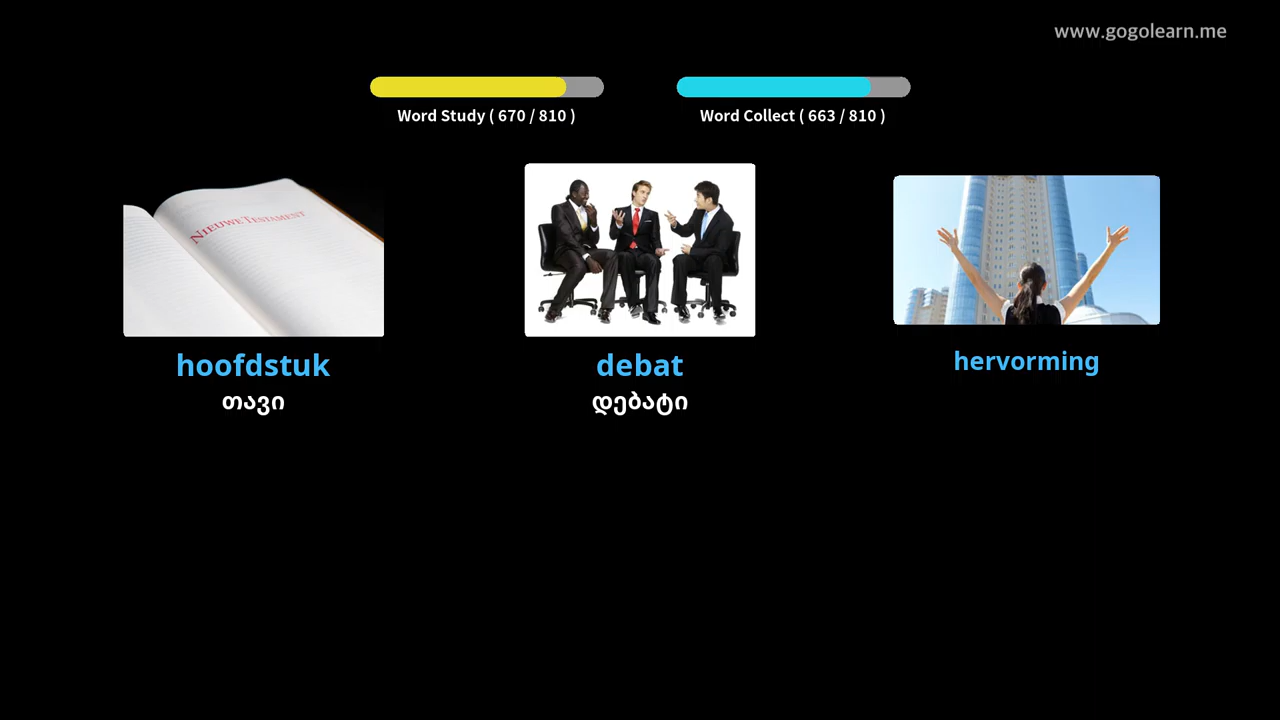 www.gogolearn.me
Word Study ( 670 / 810 )
Word Collect ( 663 / 810 )
NIEUWE TESTAMENT
hoofdstuk
თავი
debat
დებატი
hervorming